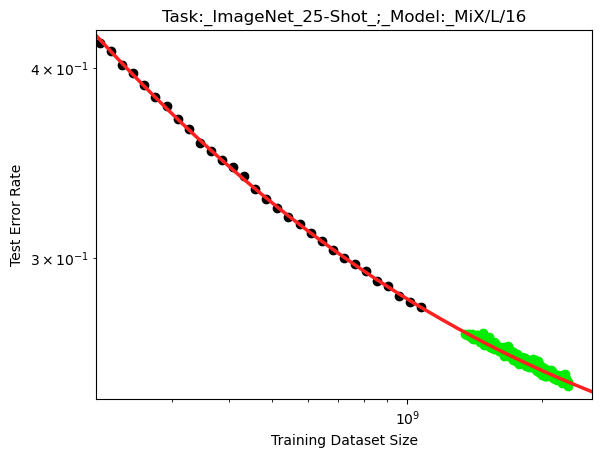 Task:_ImageNet_25-Shot_;_Model:_MiX/L/16
4 × 10⁻¹
3 × 10⁻¹
Test Error Rate
10⁹
Training Dataset Size